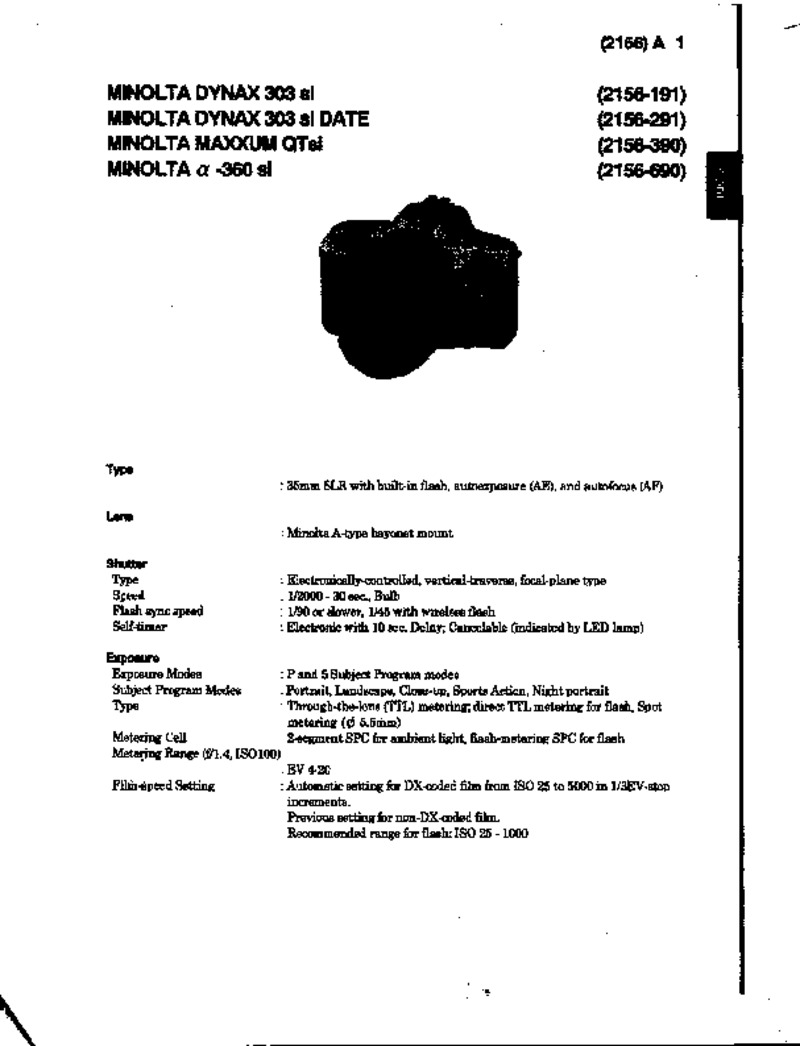 (2156) A 1
MINOLTA DYNAX 303 si (2156-191)
MINOLTA DYNAX 303 si DATE (2156-291)
MINOLTA MAXXUM QTsi (2156-390)
MINOLTA α -360 si (2156-690)
Type
: 35mm SLR with built-in flash, autoexposure (AE), and autofocus (AF)
Lens
: Minolta A-type bayonet mount
Shutter
Type : Electronically-controlled, vertical-traverse, focal-plane type
Speed : 1/2000 - 30 sec., Bulb
Flash sync speed : 1/90 or slower, 1/45 with wireless flash
Self-timer : Electronic with 10 sec. Delay; Cancelable (indicated by LED lamp)
Exposure
Exposure Modes : P and 5 Subject Program modes
Subject Program Modes : Portrait, Landscape, Close-up, Sports Action, Night portrait
Type : Through-the-lens (TTL) metering; direct TTL metering for flash, Spot
metering (ϕ 5.5mm)
Metering Cell 2-segment SPC for ambient light, flash-metering SPC for flash
Metering Range (f/1.4, ISO100)
: EV 4-20
Film-speed Setting : Automatic setting for DX-coded film from ISO 25 to 5000 in 1/3EV-stop
increments.
Previous setting for non-DX-coded film.
Recommended range for flash: ISO 25 - 1000